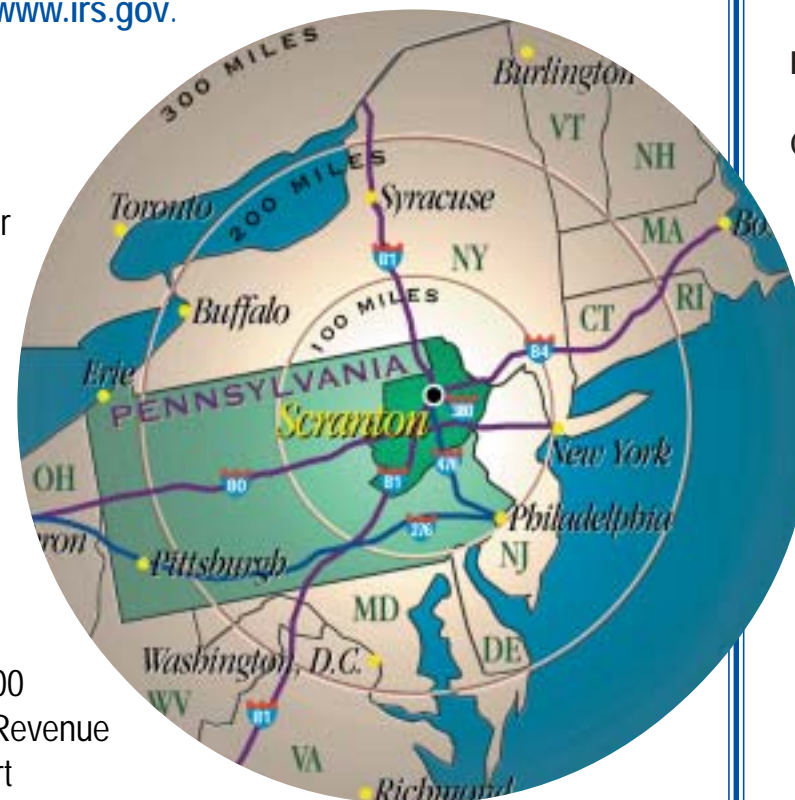 www.irs.gov.
300 MILES
Burlington
VT
NH
200 MILES
Toronto
Syracuse
MA
81
NY
100 MILES
Buffalo
CT
RI
84
Erie
PENNSYLVANIA
380
Scranton
New York
OH
80
81
476
Philadelphia
276
Pittsburgh
NJ
MD
DE
Washington, D.C.
WV
Revenue
81
VA
Richmond